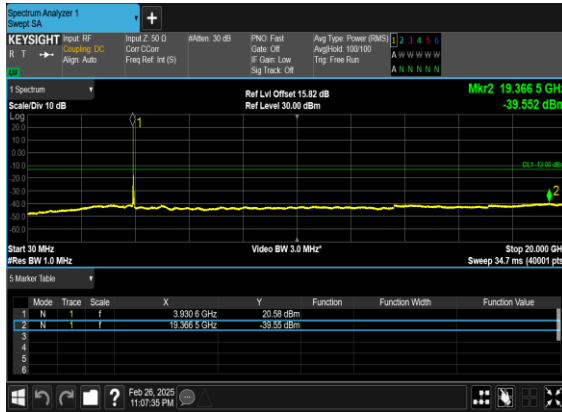 Spectrum Analyzer 1
Swept SA
+
KEYSIGHT Input: RF Input Z: 50 Ω #Atten: 30 dB PNO: Fast Avg Type: Power (RMS) 1 2 3 4 5 6
R T Coupling: DC Corr CCorr Gate: Off Avg|Hold: 100/100 A W W W W W
Align: Auto Freq Ref: Int (S) IF Gain: Low Trig: Free Run
LU Sig Track: Off A N N N N N
1 Spectrum Ref Lvl Offset 15.82 dB Mkr2 19.366 5 GHz
Scale/Div 10 dB Ref Level 30.00 dBm -39.552 dBm
Log
20.0
10.0
0.00
-10.0
-20.0
-30.0
-40.0
-50.0
-60.0
1
DL1 -13.00 dBm
2
Start 30 MHz Video BW 3.0 MHz* Stop 20.000 GHz
#Res BW 1.0 MHz Sweep 34.7 ms (40001 pts)
5 Marker Table
Mode Trace Scale X Y Function Function Width Function Value
1 N 1 f 3.930 6 GHz 20.58 dBm
2 N 1 f 19.366 5 GHz -39.55 dBm
3
4
5
6
? Feb 26, 2025
11:07:35 PM